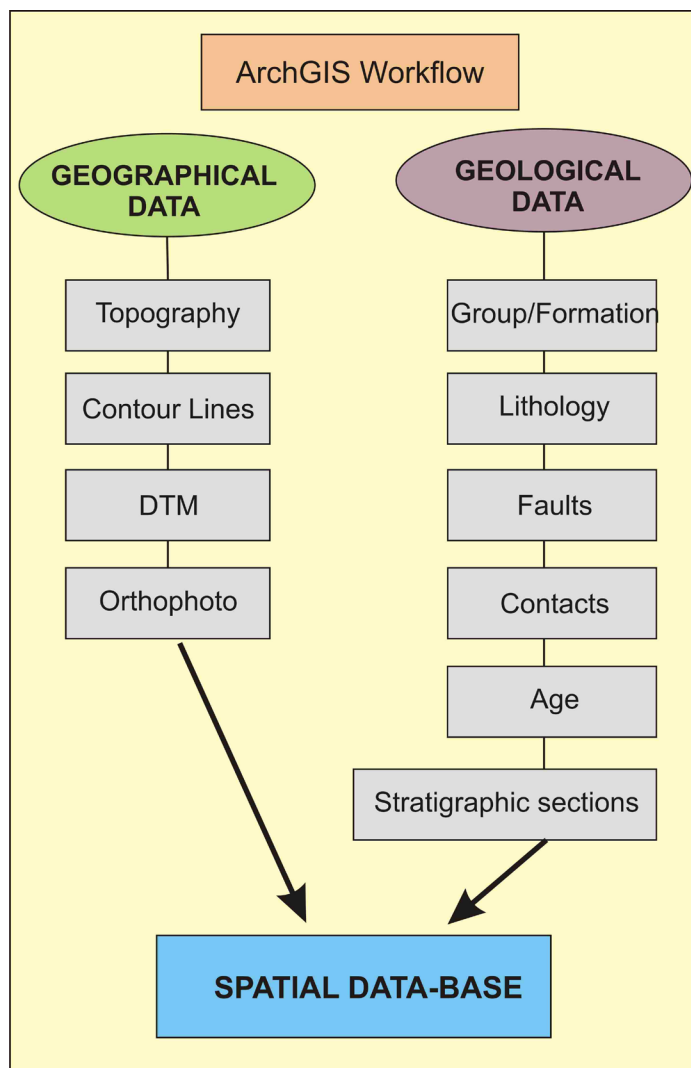 ArchGIS Workflow
GEOGRAPHICAL
DATA
Topography
Contour Lines
DTM
Orthophoto
GEOLOGICAL
DATA
Group/Formation
Lithology
Faults
Contacts
Age
Stratigraphic sections
SPATIAL DATA-BASE